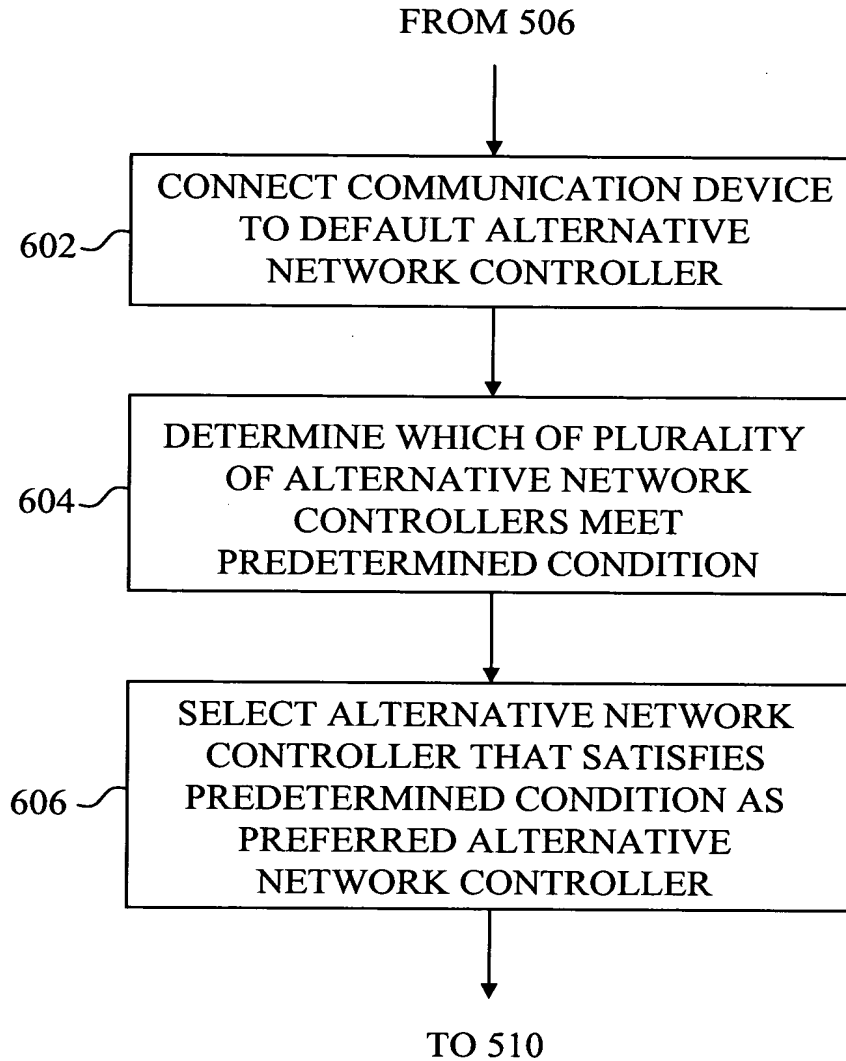 FROM 506
CONNECT COMMUNICATION DEVICE
TO DEFAULT ALTERNATIVE
NETWORK CONTROLLER
602
DETERMINE WHICH OF PLURALITY
OF ALTERNATIVE NETWORK
CONTROLLERS MEET
PREDETERMINED CONDITION
604
SELECT ALTERNATIVE NETWORK
CONTROLLER THAT SATISFIES
PREDETERMINED CONDITION AS
PREFERRED ALTERNATIVE
NETWORK CONTROLLER
606
TO 510